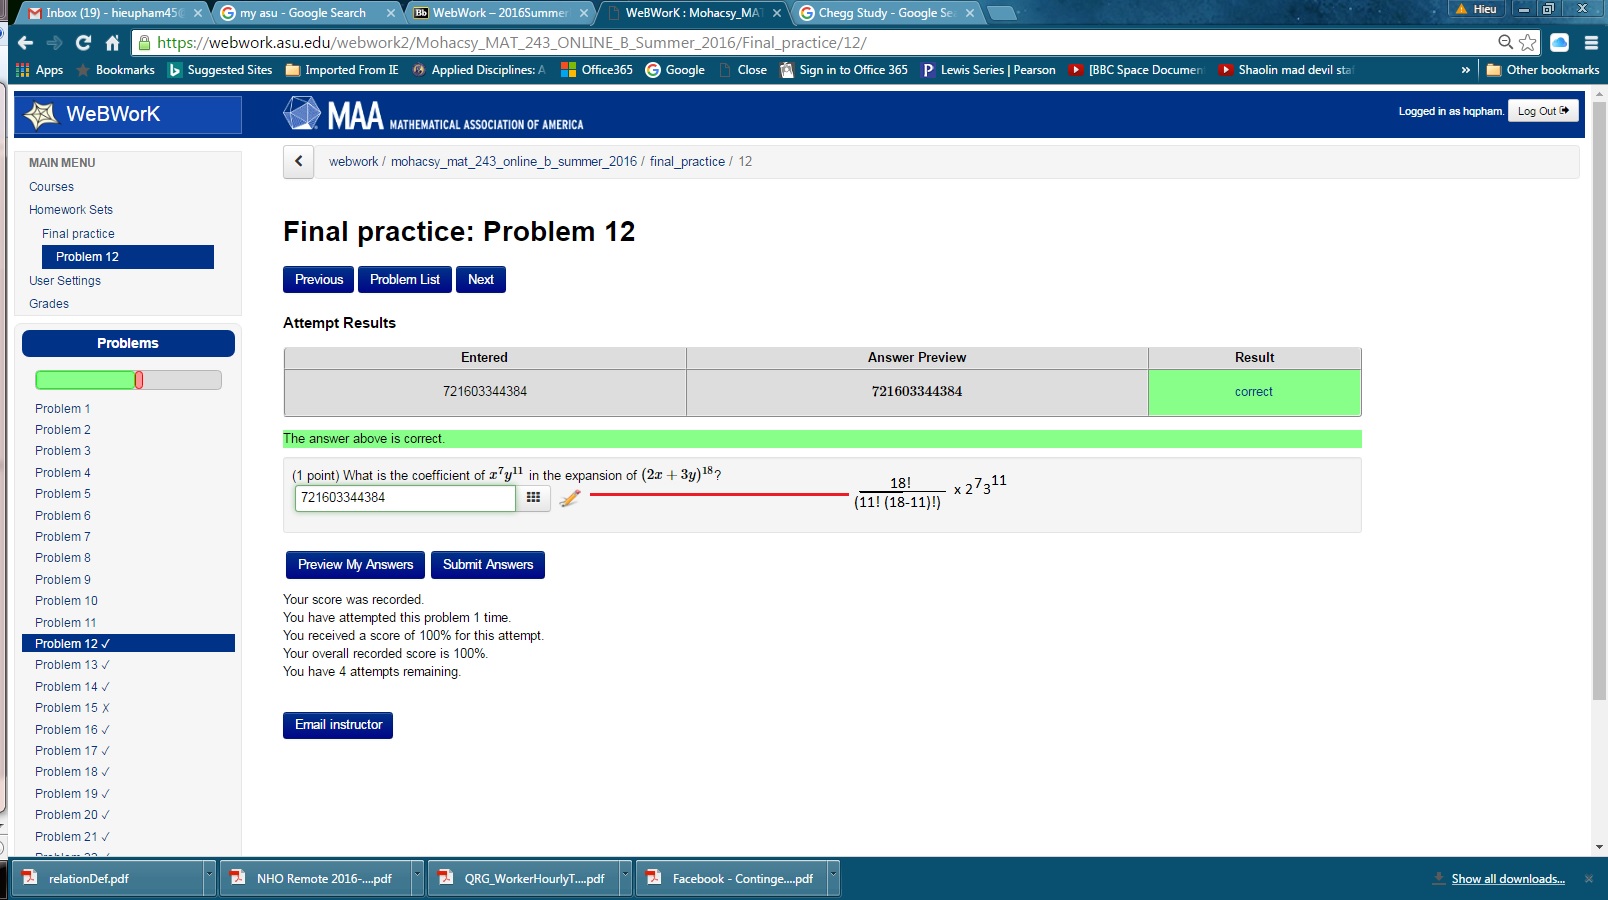 Inbox (19) - hieupham45
my asu - Google Search
WebWork – 2016Summer
WeBWorK : Mohacsy_MAT
Chegg Study - Google Se
Hieu
https://webwork.asu.edu/webwork2/Mohacsy_MAT_243_ONLINE_B_Summer_2016/Final_practice/12/
Apps
Bookmarks
Suggested Sites
Imported From IE
Applied Disciplines: A
Office365
Google
Close
Sign in to Office 365
Lewis Series | Pearson
[BBC Space Documen
Shaolin mad devil sta
»
Other bookmarks
WeBWorK
MAA MATHEMATICAL ASSOCIATION OF AMERICA
Logged in as hqpham.
Log Out
MAIN MENU
Courses
Homework Sets
Final practice
Problem 12
User Settings
Grades
Problems
Problem 1
Problem 2
Problem 3
Problem 4
Problem 5
Problem 6
Problem 7
Problem 8
Problem 9
Problem 10
Problem 11
Problem 12 ✓
Problem 13 ✓
Problem 14 ✓
Problem 15 ✗
Problem 16 ✓
Problem 17 ✓
Problem 18 ✓
Problem 19 ✓
Problem 20 ✓
Problem 21 ✓
webwork / mohacsy_mat_243_online_b_summer_2016 / final_practice / 12
Final practice: Problem 12
Previous
Problem List
Next
Attempt Results
Entered
Answer Preview
Result
721603344384
721603344384
correct
The answer above is correct.
(1 point) What is the coefficient of x⁷y¹¹ in the expansion of (2x + 3y)¹⁸?
721603344384
18!
(11! (18-11)!)
x 2⁷3¹¹
Preview My Answers
Submit Answers
Your score was recorded.
You have attempted this problem 1 time.
You received a score of 100% for this attempt.
Your overall recorded score is 100%.
You have 4 attempts remaining.
Email instructor
relationDef.pdf
NHO Remote 2016-....pdf
QRG_WorkerHourlyT....pdf
Facebook - Continge....pdf
Show all downloads...